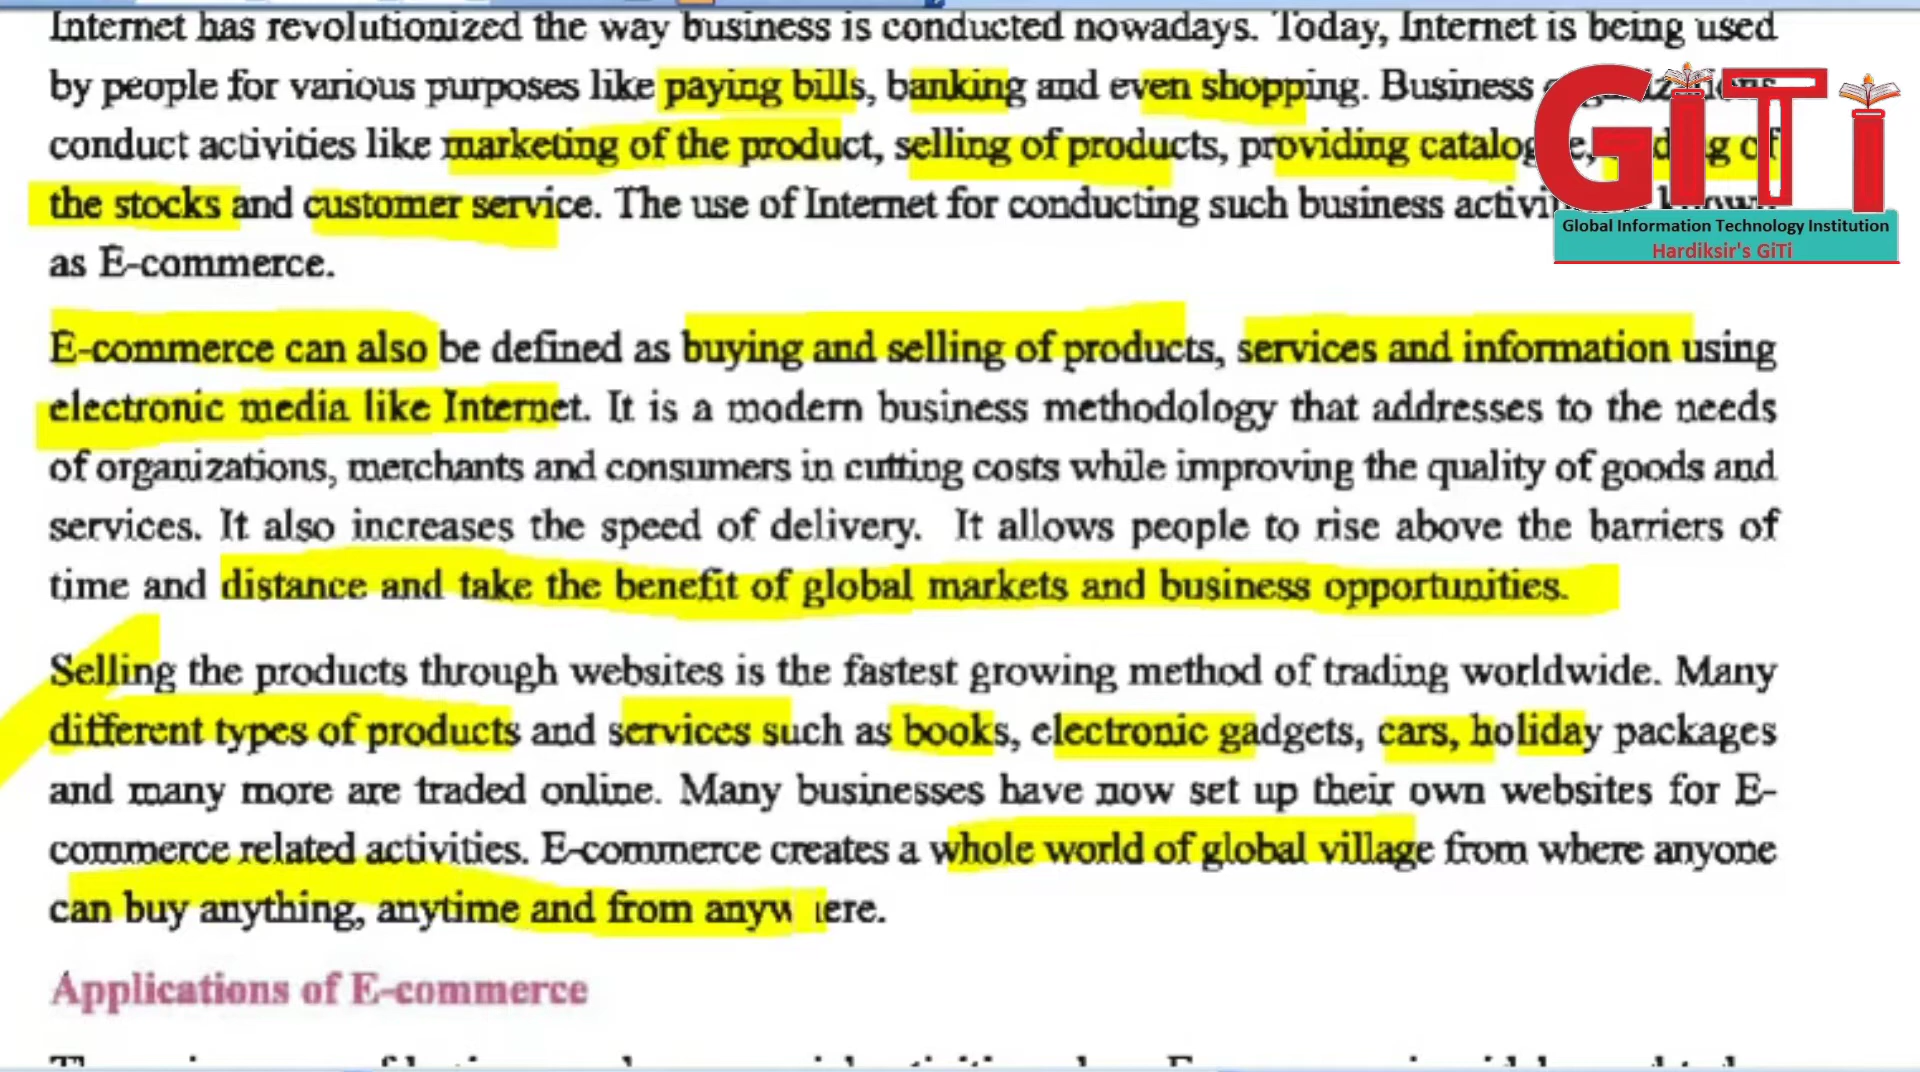 Internet has revolutionized the way business is conducted nowadays. Today, Internet is being used
by people for various purposes like paying bills, banking and even shopping. Business
conduct activities like marketing of the product, selling of products, providing catalogue, of
the stocks and customer service. The use of Internet for conducting such business known
as E-commerce.
E-commerce can also be defined as buying and selling of products, services and information using
electronic media like Internet. It is a modern business methodology that addresses to the needs
of organizations, merchants and consumers in cutting costs while improving the quality of goods and
services. It also increases the speed of delivery. It allows people to rise above the barriers of
time and distance and take the benefit of global markets and business opportunities.
Selling the products through websites is the fastest growing method of trading worldwide. Many
different types of products and services such as books, electronic gadgets, cars, holiday packages
and many more are traded online. Many businesses have now set up their own websites for E-
commerce related activities. E-commerce creates a whole world of global village from where anyone
can buy anything, anytime and from anywhere.
Applications of E-commerce
GiTi
Global Information Technology Institution
Hardiksir's GiTi